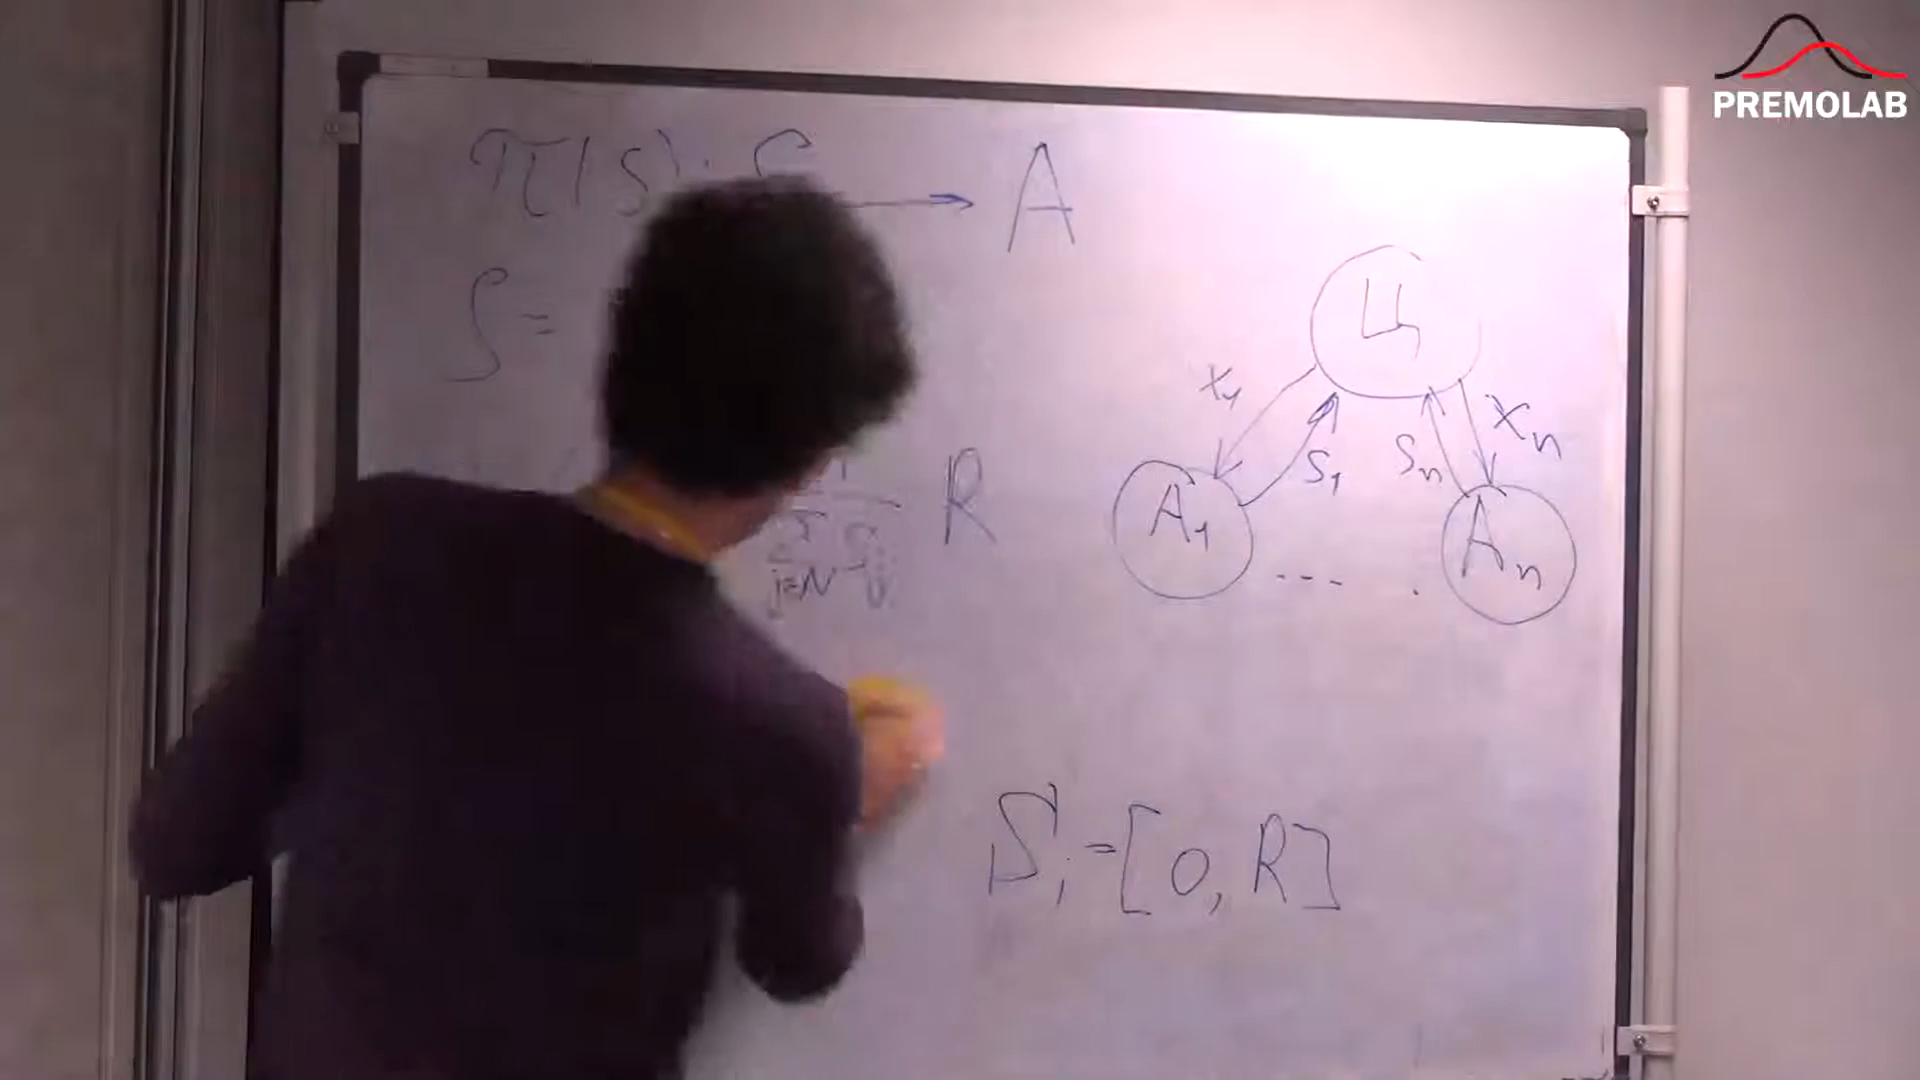 PREMOLAB
π(S): S → A
S =
Ц
x₁ s₁ sₙ xₙ
R
A₁ --- . Aₙ
j∈N
Sᵢ = [0, R]